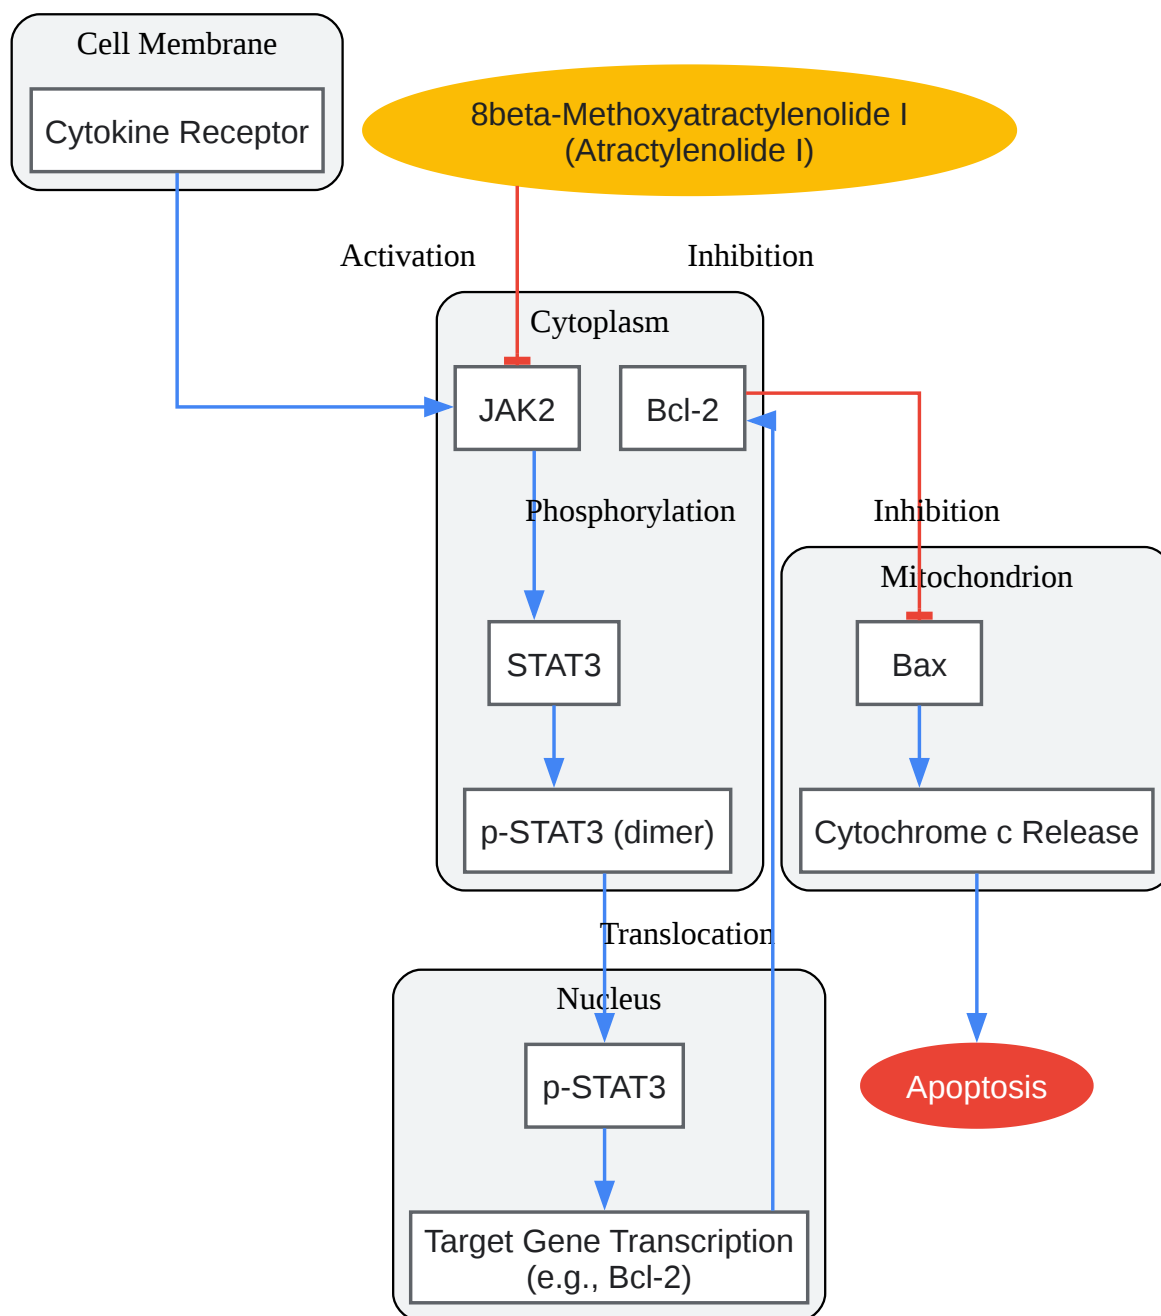 Cell Membrane
Cytokine Receptor
8beta-Methoxyatractylenolide I
(Atractylenolide I)
Activation
Inhibition
Cytoplasm
JAK2
Bcl-2
Phosphorylation
Inhibition
Mitochondrion
STAT3
Bax
p-STAT3 (dimer)
Cytochrome c Release
Translocation
Nucleus
p-STAT3
Apoptosis
Target Gene Transcription
(e.g., Bcl-2)